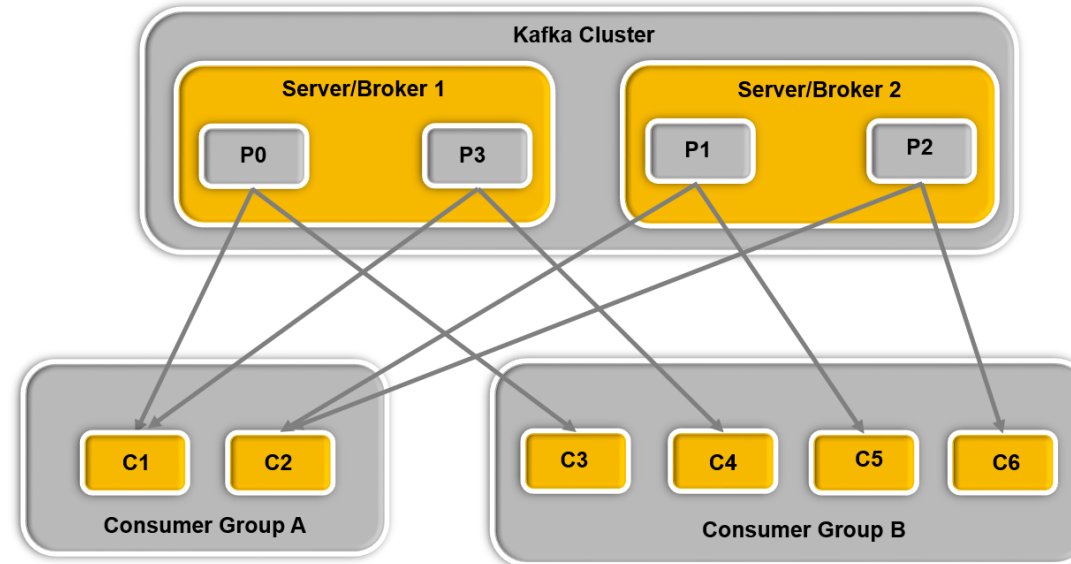 Kafka Cluster
Server/Broker 1
Server/Broker 2
P0
P3
P1
P2
C1
C2
C3
C4
C5
C6
Consumer Group A
Consumer Group B